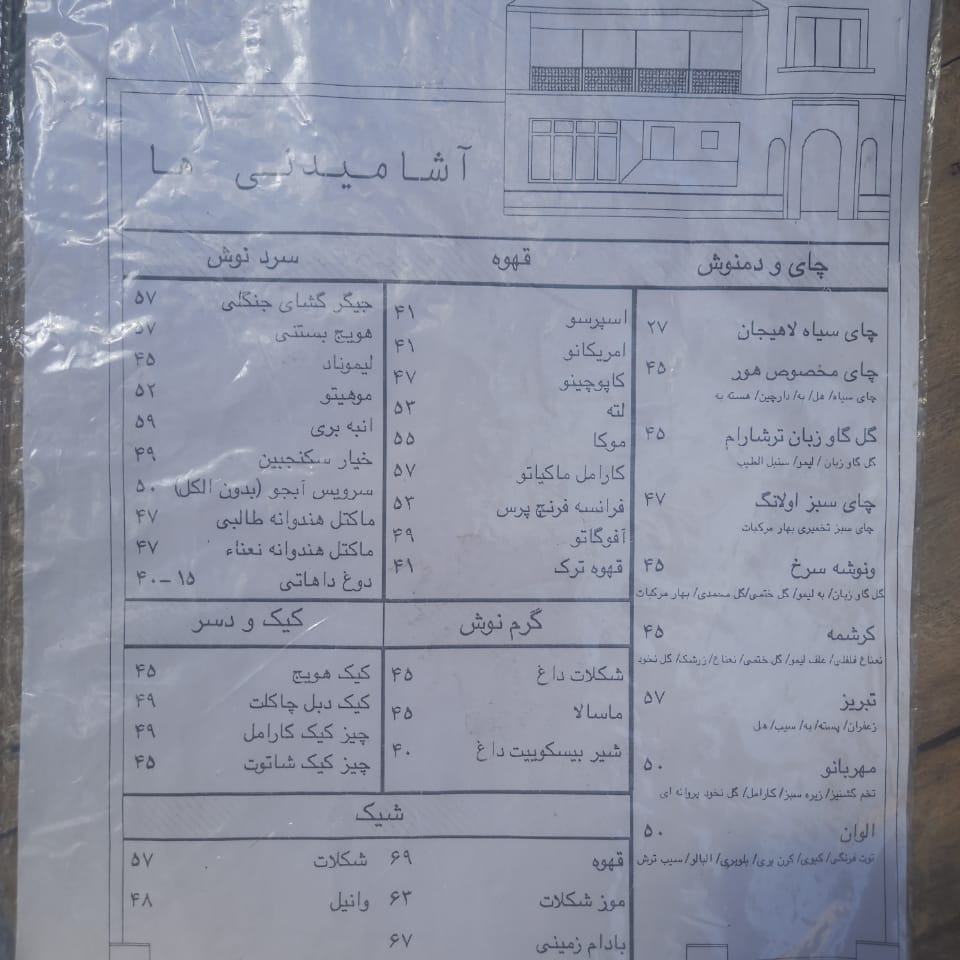 آشامیدنی ها
چای و دمنوش
چای سیاه لاهیجان ۲۷
چای مخصوص هور ۴۵
چای سیاه/ هل/ به/ دارچین/ هسته به
گل گاو زبان ترشارام ۴۵
گل گاو زبان / لیمو/ سنبل الطیب
چای سبز اولانگ ۴۷
چای سبز تخمیری بهار مرکبات
ونوشه سرخ ۴۵
گل گاو زبان/ به لیمو/ گل ختمی/گل محمدی/ بهار مرکبات
کرشمه ۴۵
نعناع فلفلی/ علف لیمو/ گل ختمی/ نعناع/ زرشک/ گل نخود
تبریز ۵۷
زعفران/ پسته/ به/ سیب/ هل
مهربانو ۵۰
تخم گشنیز/ زیره سبز/ کارامل/ گل نخود پروانه ای
الوان ۵۰
توت فرنگی/ کیوی/ کرن بری/ بلوبری/ آلبالو/ سیب ترش
قهوه
اسپرسو ۴۱
امریکانو ۴۱
کاپوچینو ۴۷
لته ۵۳
موکا ۵۵
کارامل ماکیاتو ۵۷
فرانسه فرنچ پرس ۵۳
آفوگاتو ۴۹
قهوه ترک ۴۱
سرد نوش
جیگر گشای جنگلی ۵۷
هویج بستنی ۵۷
لیموناد ۴۵
موهیتو ۵۲
انبه بری ۵۹
خیار سکنجبین ۴۹
سرویس آبجو (بدون الکل) ۵۰
ماکتل هندوانه طالبی ۴۷
ماکتل هندوانه نعناء ۴۷
دوغ داهاتی ۱۵-۴۰
گرم نوش
شکلات داغ ۴۵
ماسالا ۴۵
شیر بیسکوییت داغ ۴۰
کیک و دسر
کیک هویج ۴۵
کیک دبل چاکلت ۴۹
چیز کیک کارامل ۴۹
چیز کیک شاتوت ۴۵
شیک
قهوه ۶۹
موز شکلات ۶۳
بادام زمینی ۶۷
شکلات ۵۷
وانیل ۴۸